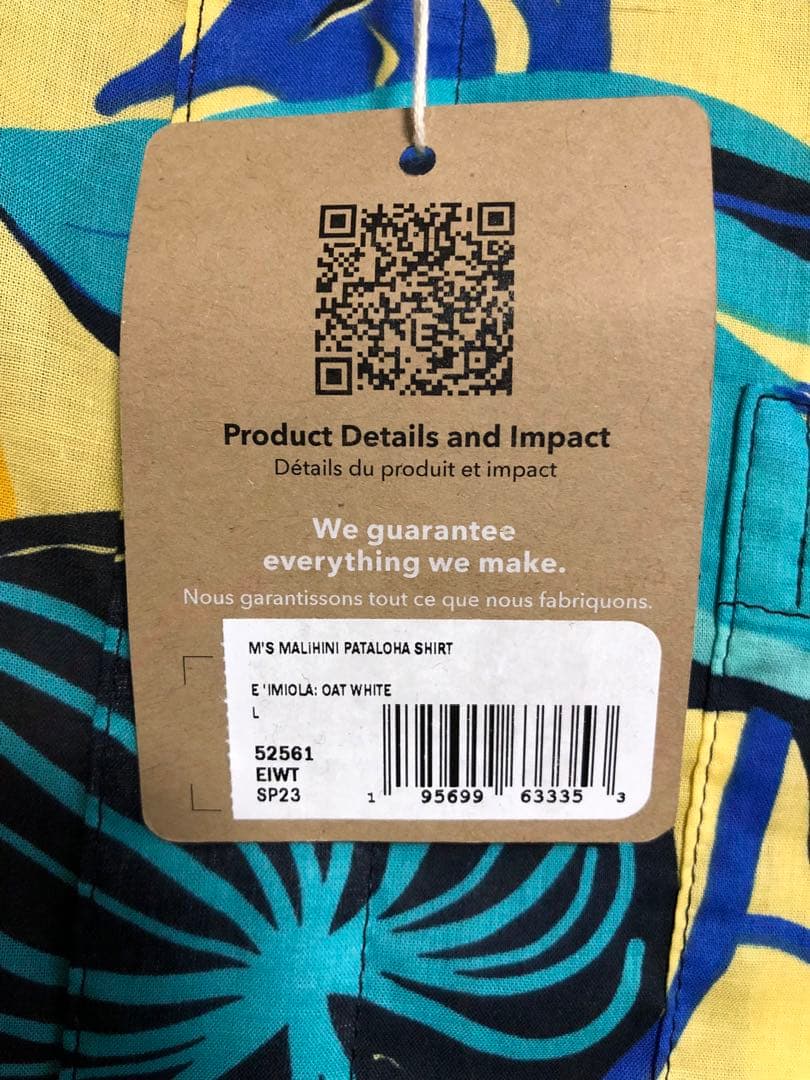 Product Details and Impact
Détails du produit et impact
We guarantee
everything we make.
Nous garantissons tout ce que nous fabriquons.
M'S MALIHINI PATALOHA SHIRT
E 'IMIOLA: OAT WHITE
L
52561
EIWT
SP23
1 95699 63335 3